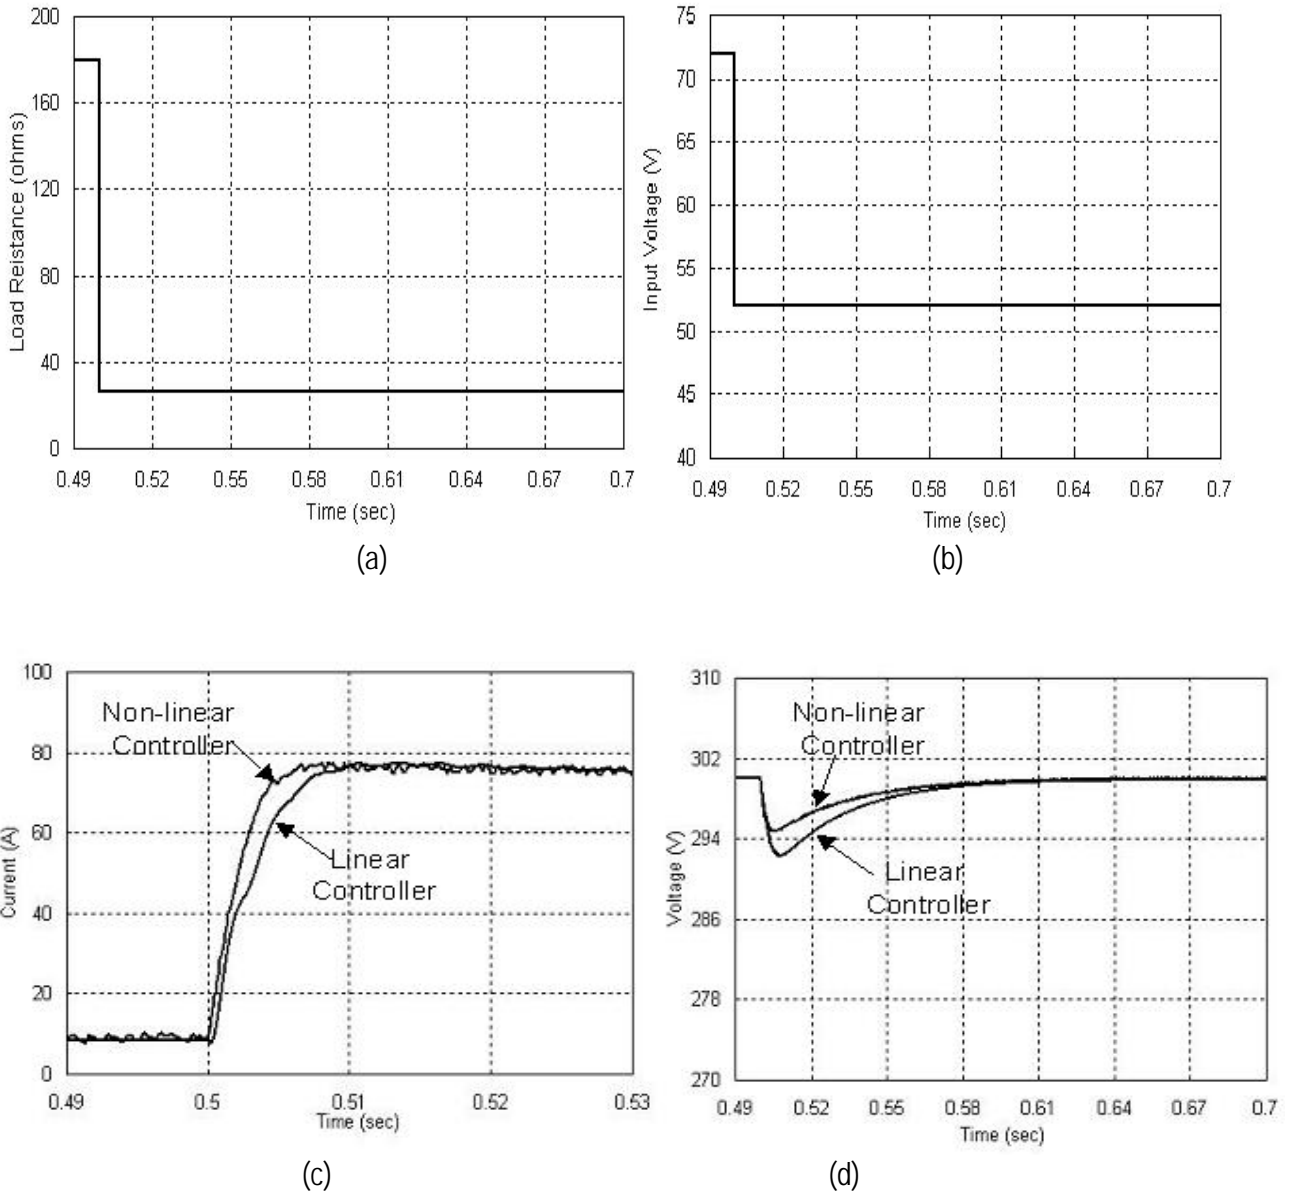 200
160
120
80
40
0
Load Reistance (ohms)
0.49 0.52 0.55 0.58 0.61 0.64 0.67 0.7
Time (sec)
(a)
75
70
65
60
55
50
45
40
Input Voltage (V)
0.49 0.52 0.55 0.58 0.61 0.64 0.67 0.7
Time (sec)
(b)
100
80
60
40
20
0
Current (A)
Non-linear
Controller
Linear
Controller
0.49 0.5 0.51 0.52 0.53
Time (sec)
(c)
310
302
294
286
278
270
Voltage (V)
Non-linear
Controller
Linear
Controller
0.49 0.52 0.55 0.58 0.61 0.64 0.67 0.7
Time (sec)
(d)